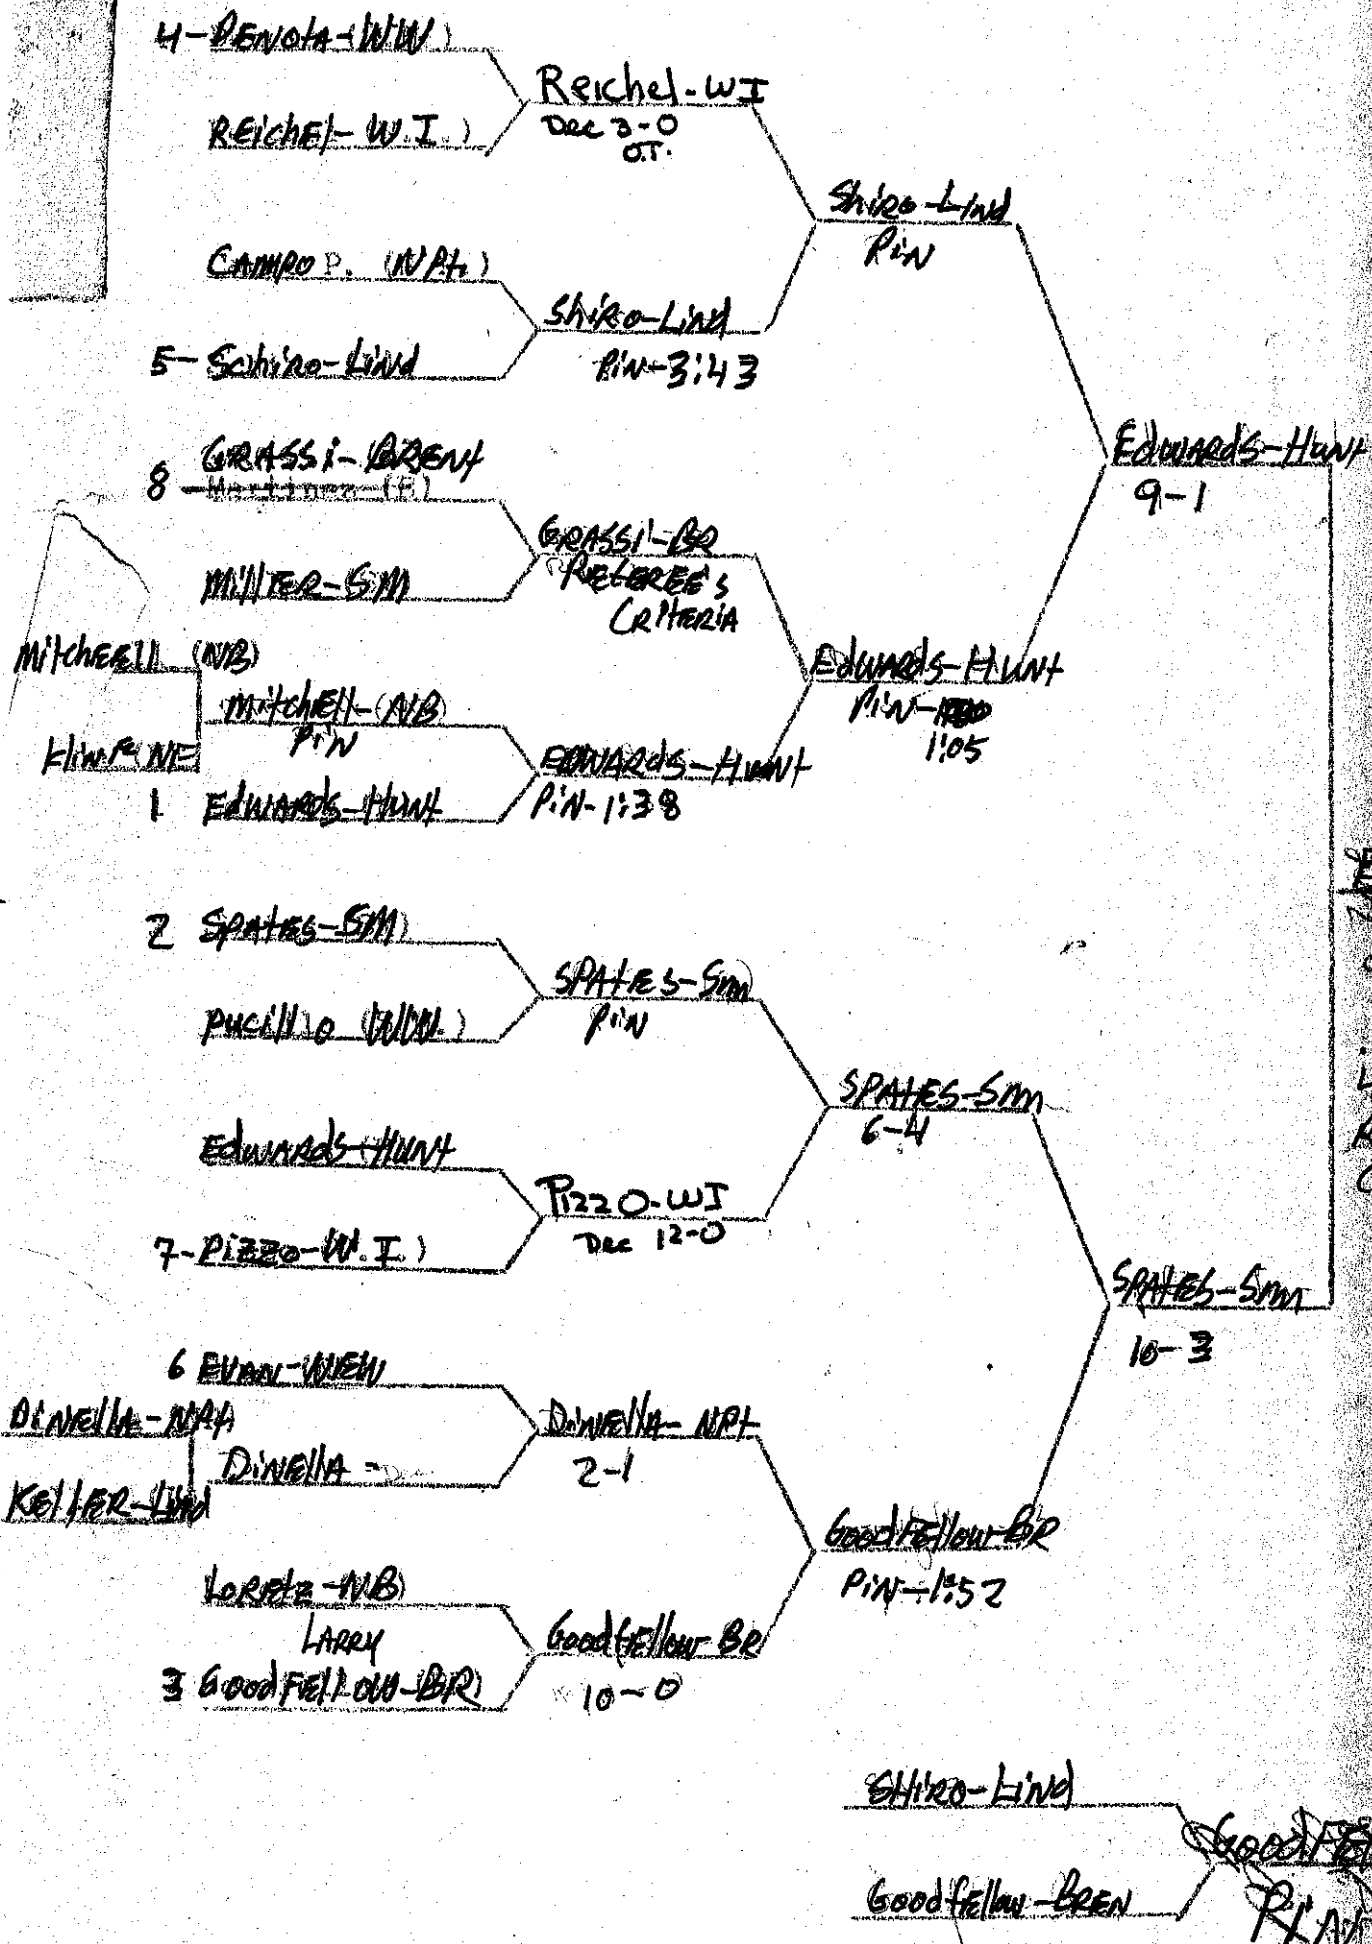 4-DENOTA-(WW)
Reichel-WI
REichEl-W.I.)
Dec 3-0
O.T.
Shiro-Lind
Pin
CAMPO P. (NPt.)
Shiro-Lind
5-Schiro-Lind
Pin-3:43
GRASSi-BRENt
8
Edwards-Hunt
9-1
GRASSi-BR
REFEREE's
CRitERiA
MillER-SM
MitchEEll (NB)
Edwards-Hunt
Pin-
1:05
MitchEll-(NB)
Pin
EDWARdS-Hunt
Pin-1:38
1 EdWARdS-Hunt
2 SPAtES-SM)
SPAtES-Sm)
Pin
Pucillo (WW.)
SPAtES-Sm
6-4
EdwARdS-Hunt
PizzO-WI
Dec 12-0
7-PiZZo-W.I.)
SPAtES-Sm
10-3
6 EVAN-WEW
DiNEllA-NPt
DiNEllA-NPt
2-1
DiNEllA-
KEllER-Lind
GoodFEllow-BR
Pin-1:52
LoREtz-NB)
LARRY
Goodfellow BR
10-0
3 GoodFEllOW-BR)
SHiRO-Lind
GoodfEllow-BREN